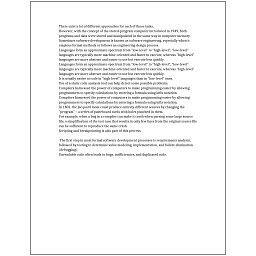 There exist a lot of different approaches for each of those tasks.
However, with the concept of the stored-program computer introduced in 1949, both
programs and data were stored and manipulated in the same way in computer memory.
Sometimes software development is known as software engineering, especially when it
employs formal methods or follows an engineering design process.
Languages form an approximate spectrum from "low-level" to "high-level"; "low-level"
languages are typically more machine-oriented and faster to execute, whereas "high-level"
languages are more abstract and easier to use but execute less quickly.
Languages form an approximate spectrum from "low-level" to "high-level"; "low-level"
languages are typically more machine-oriented and faster to execute, whereas "high-level"
languages are more abstract and easier to use but execute less quickly.
It is usually easier to code in "high-level" languages than in "low-level" ones.
Use of a static code analysis tool can help detect some possible problems.
Compilers harnessed the power of computers to make programming easier by allowing
programmers to specify calculations by entering a formula using infix notation.
Compilers harnessed the power of computers to make programming easier by allowing
programmers to specify calculations by entering a formula using infix notation.
In 1801, the Jacquard loom could produce entirely different weaves by changing the
"program" - a series of pasteboard cards with holes punched in them.
For example, when a bug in a compiler can make it crash when parsing some large source
file, a simplification of the test case that results in only few lines from the original source file
can be sufficient to reproduce the same crash.
Scripting and breakpointing is also part of this process.
The first step in most formal software development processes is requirements analysis,
followed by testing to determine value modeling, implementation, and failure elimination
(debugging).
Unreadable code often leads to bugs, inefficiencies, and duplicated code.